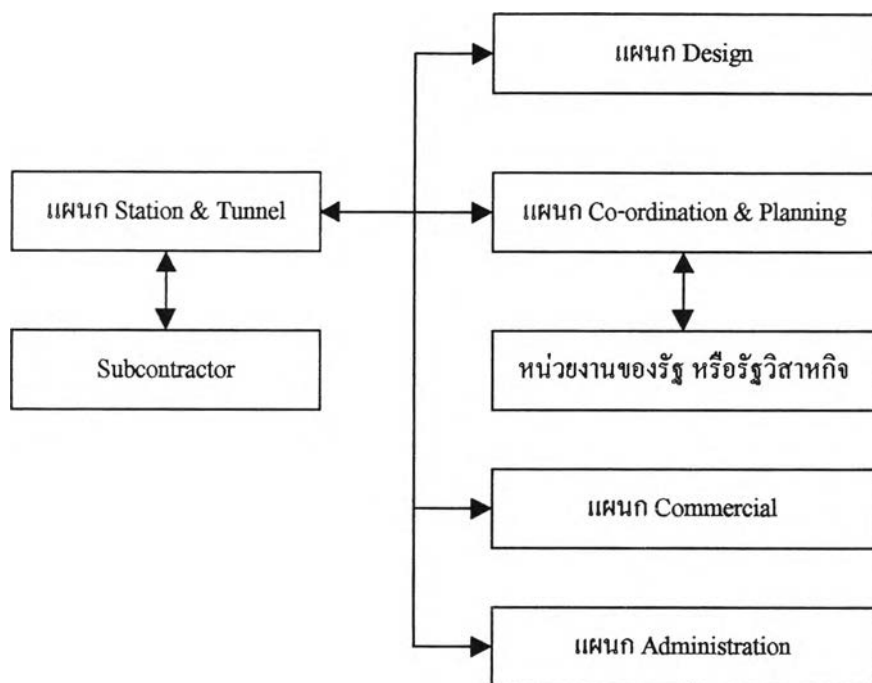 แผนก Design
แผนก Station & Tunnel
แผนก Co-ordination & Planning
Subcontractor
หน่วยงานของรัฐ หรือรัฐวิสาหกิจ
แผนก Commercial
แผนก Administration